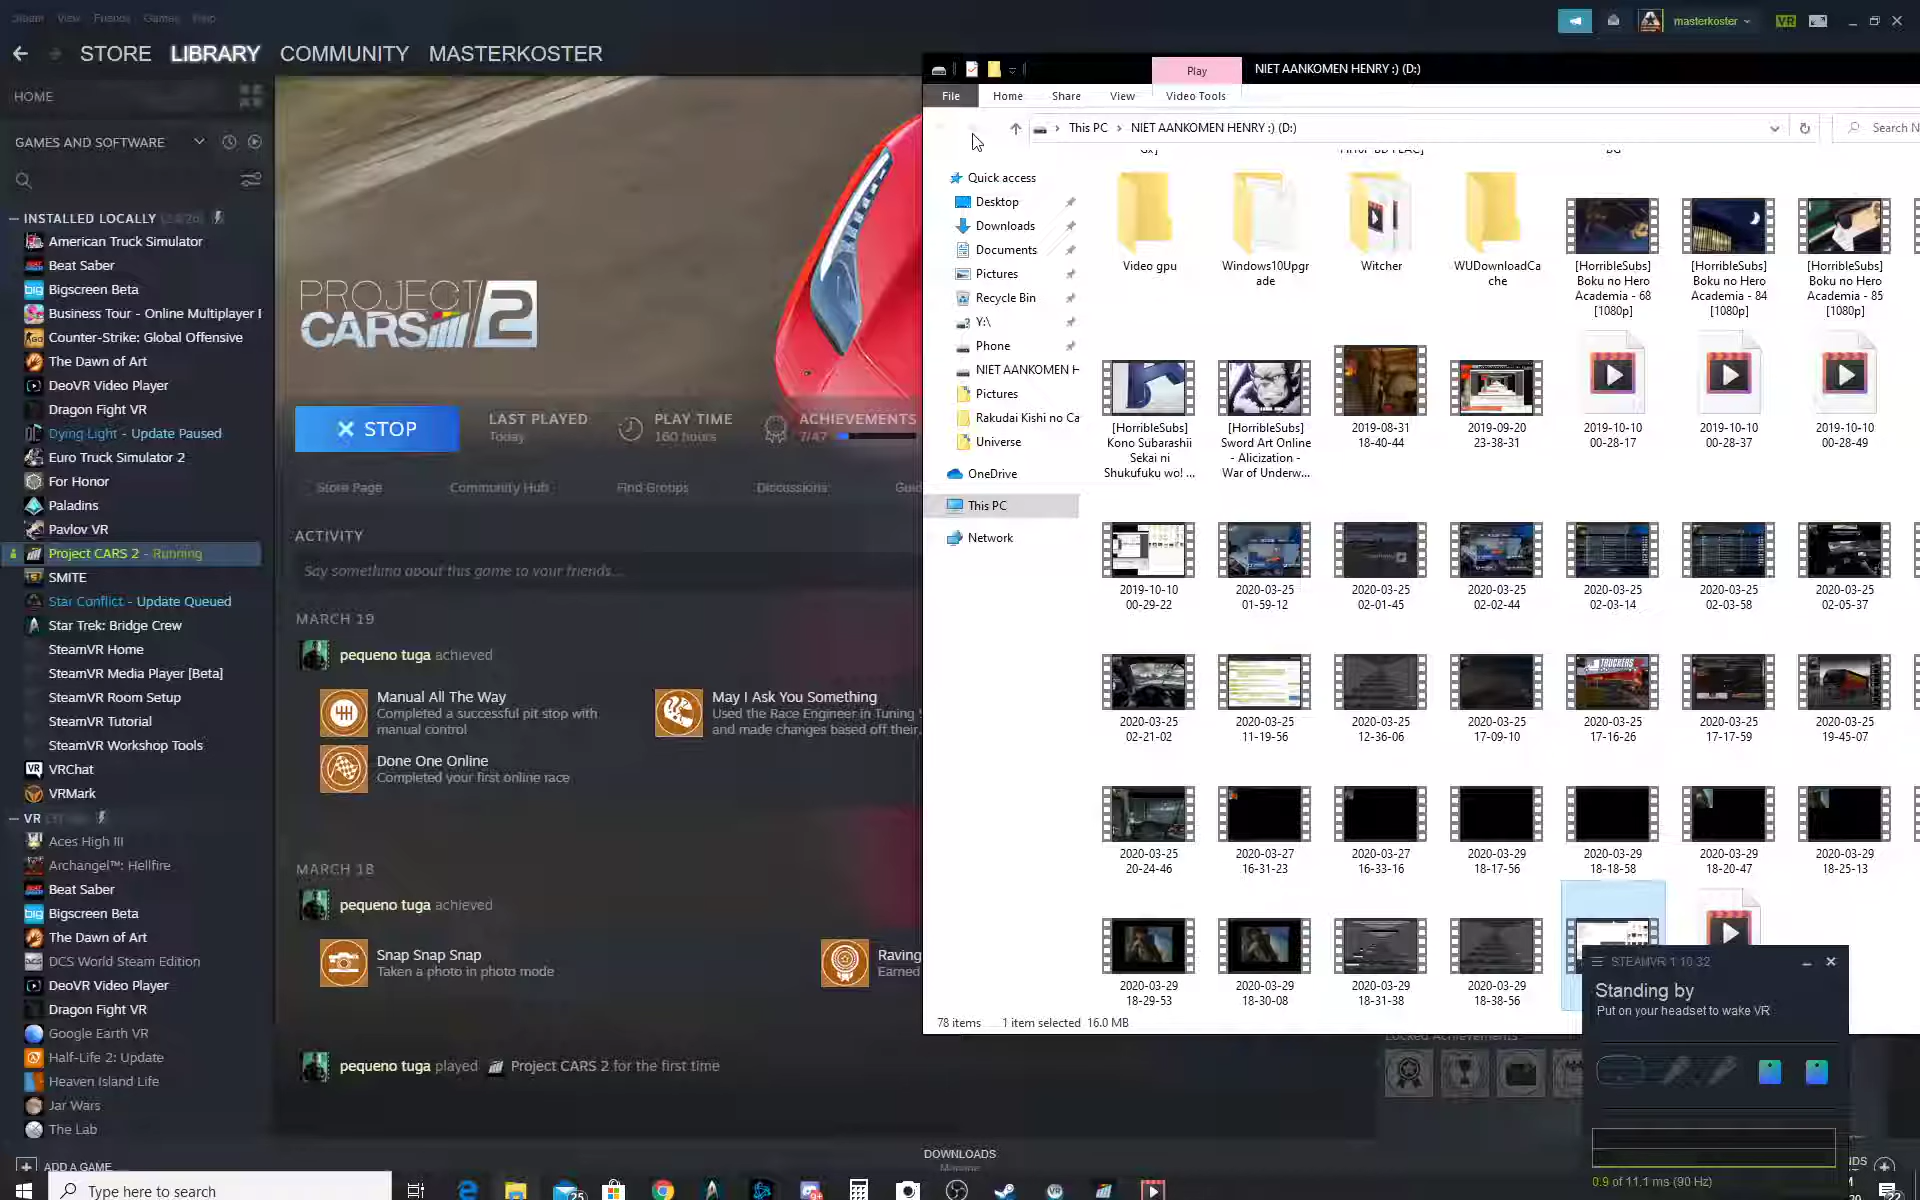 Steam View Friends Games Help
masterkoster
VR
STORE LIBRARY COMMUNITY MASTERKOSTER
HOME
GAMES AND SOFTWARE
INSTALLED LOCALLY
American Truck Simulator
Beat Saber
Bigscreen Beta
Business Tour - Online Multiplayer
Counter-Strike: Global Offensive
The Dawn of Art
DeoVR Video Player
Dragon Fight VR
Dying Light - Update Paused
Euro Truck Simulator 2
For Honor
Paladins
Pavlov VR
Project CARS 2 - Running
SMITE
Star Conflict - Update Queued
Star Trek: Bridge Crew
SteamVR Home
SteamVR Media Player [Beta]
SteamVR Room Setup
SteamVR Tutorial
SteamVR Workshop Tools
VRChat
VRMark
VR
Aces High III
Archangel™: Hellfire
Beat Saber
Bigscreen Beta
The Dawn of Art
DCS World Steam Edition
DeoVR Video Player
Dragon Fight VR
Google Earth VR
Half-Life 2: Update
Heaven Island Life
Jar Wars
The Lab
ADD A GAME
PROJECT
CARS 2
STOP
LAST PLAYED
Today
PLAY TIME
160 hours
ACHIEVEMENTS
7/47
Store Page Community Hub Find Groups Discussions
ACTIVITY
Say something about this game to your friends...
MARCH 19
pequeno tuga achieved
Manual All The Way
Completed a successful pit stop with
manual control
May I Ask You Something
Used the Race Engineer in Tuning
and made changes based off their
Done One Online
Completed your first online race
MARCH 18
pequeno tuga achieved
Snap Snap Snap
Taken a photo in photo mode
Raving
Earned
pequeno tuga played Project CARS 2 for the first time
DOWNLOADS
Manage
Play
NIET AANKOMEN HENRY :) (D:)
File Home Share View Video Tools
This PC > NIET AANKOMEN HENRY :) (D:)
Search N
Quick access
Desktop
Downloads
Documents
Pictures
Recycle Bin
Y:\
Phone
NIET AANKOMEN H
Pictures
Rakudai Kishi no Ca
Universe
OneDrive
This PC
Network
Video gpu
Windows10Upgr
ade
Witcher
WUDownloadCa
che
[HorribleSubs]
Boku no Hero
Academia - 68
[1080p]
[HorribleSubs]
Boku no Hero
Academia - 84
[1080p]
[HorribleSubs]
Boku no Hero
Academia - 85
[1080p]
[HorribleSubs]
Kono Subarashii
Sekai ni
Shukufuku wo! ...
[HorribleSubs]
Sword Art Online
- Alicization -
War of Underw...
2019-08-31
18-40-44
2019-09-20
23-38-31
2019-10-10
00-28-17
2019-10-10
00-28-37
2019-10-10
00-28-49
2019-10-10
00-29-22
2020-03-25
01-59-12
2020-03-25
02-01-45
2020-03-25
02-02-44
2020-03-25
02-03-14
2020-03-25
02-03-58
2020-03-25
02-05-37
2020-03-25
02-21-02
2020-03-25
11-19-56
2020-03-25
12-36-06
2020-03-25
17-09-10
2020-03-25
17-16-26
2020-03-25
17-17-59
2020-03-25
19-45-07
2020-03-25
20-24-46
2020-03-27
16-31-23
2020-03-27
16-33-16
2020-03-29
18-17-56
2020-03-29
18-18-58
2020-03-29
18-20-47
2020-03-29
18-25-13
2020-03-29
18-29-53
2020-03-29
18-30-08
2020-03-29
18-31-38
2020-03-29
18-38-56
78 items 1 item selected 16.0 MB
Locked Achievements
STEAMVR 1.10.32
Standing by
Put on your headset to wake VR
0.9 of 11.1 ms (90 Hz)
Type here to search
25